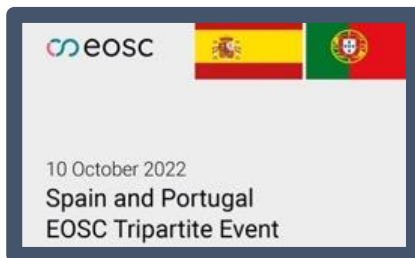 eosc
10 October 2022
Spain and Portugal
EOSC Tripartite Event